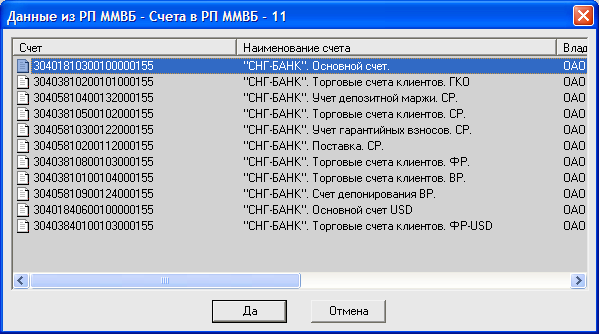 Данные из РП ММВБ - Счета в РП ММВБ - 11
Счет Наименование счета Влад
30401810300100000155 "СНГ-БАНК". Основной счет. ОАО
30403810200101000155 "СНГ-БАНК". Торговые счета клиентов. ГКО ОАО
30405810400132000155 "СНГ-БАНК". Учет депозитной маржи. СР. ОАО
30403810500102000155 "СНГ-БАНК". Торговые счета клиентов. СР. ОАО
30405810300122000155 "СНГ-БАНК". Учет гарантийных взносов. СР. ОАО
30405810200112000155 "СНГ-БАНК". Поставка. СР. ОАО
30403810800103000155 "СНГ-БАНК". Торговые счета клиентов. ФР. ОАО
30403810100104000155 "СНГ-БАНК". Торговые счета клиентов. ВР. ОАО
30405810900124000155 "СНГ-БАНК". Счет депонирования ВР. ОАО
30401840600100000155 "СНГ-БАНК". Основной счет USD ОАО
30403840100103000155 "СНГ-БАНК". Торговые счета клиентов. ФР-USD ОАО
Да Отмена